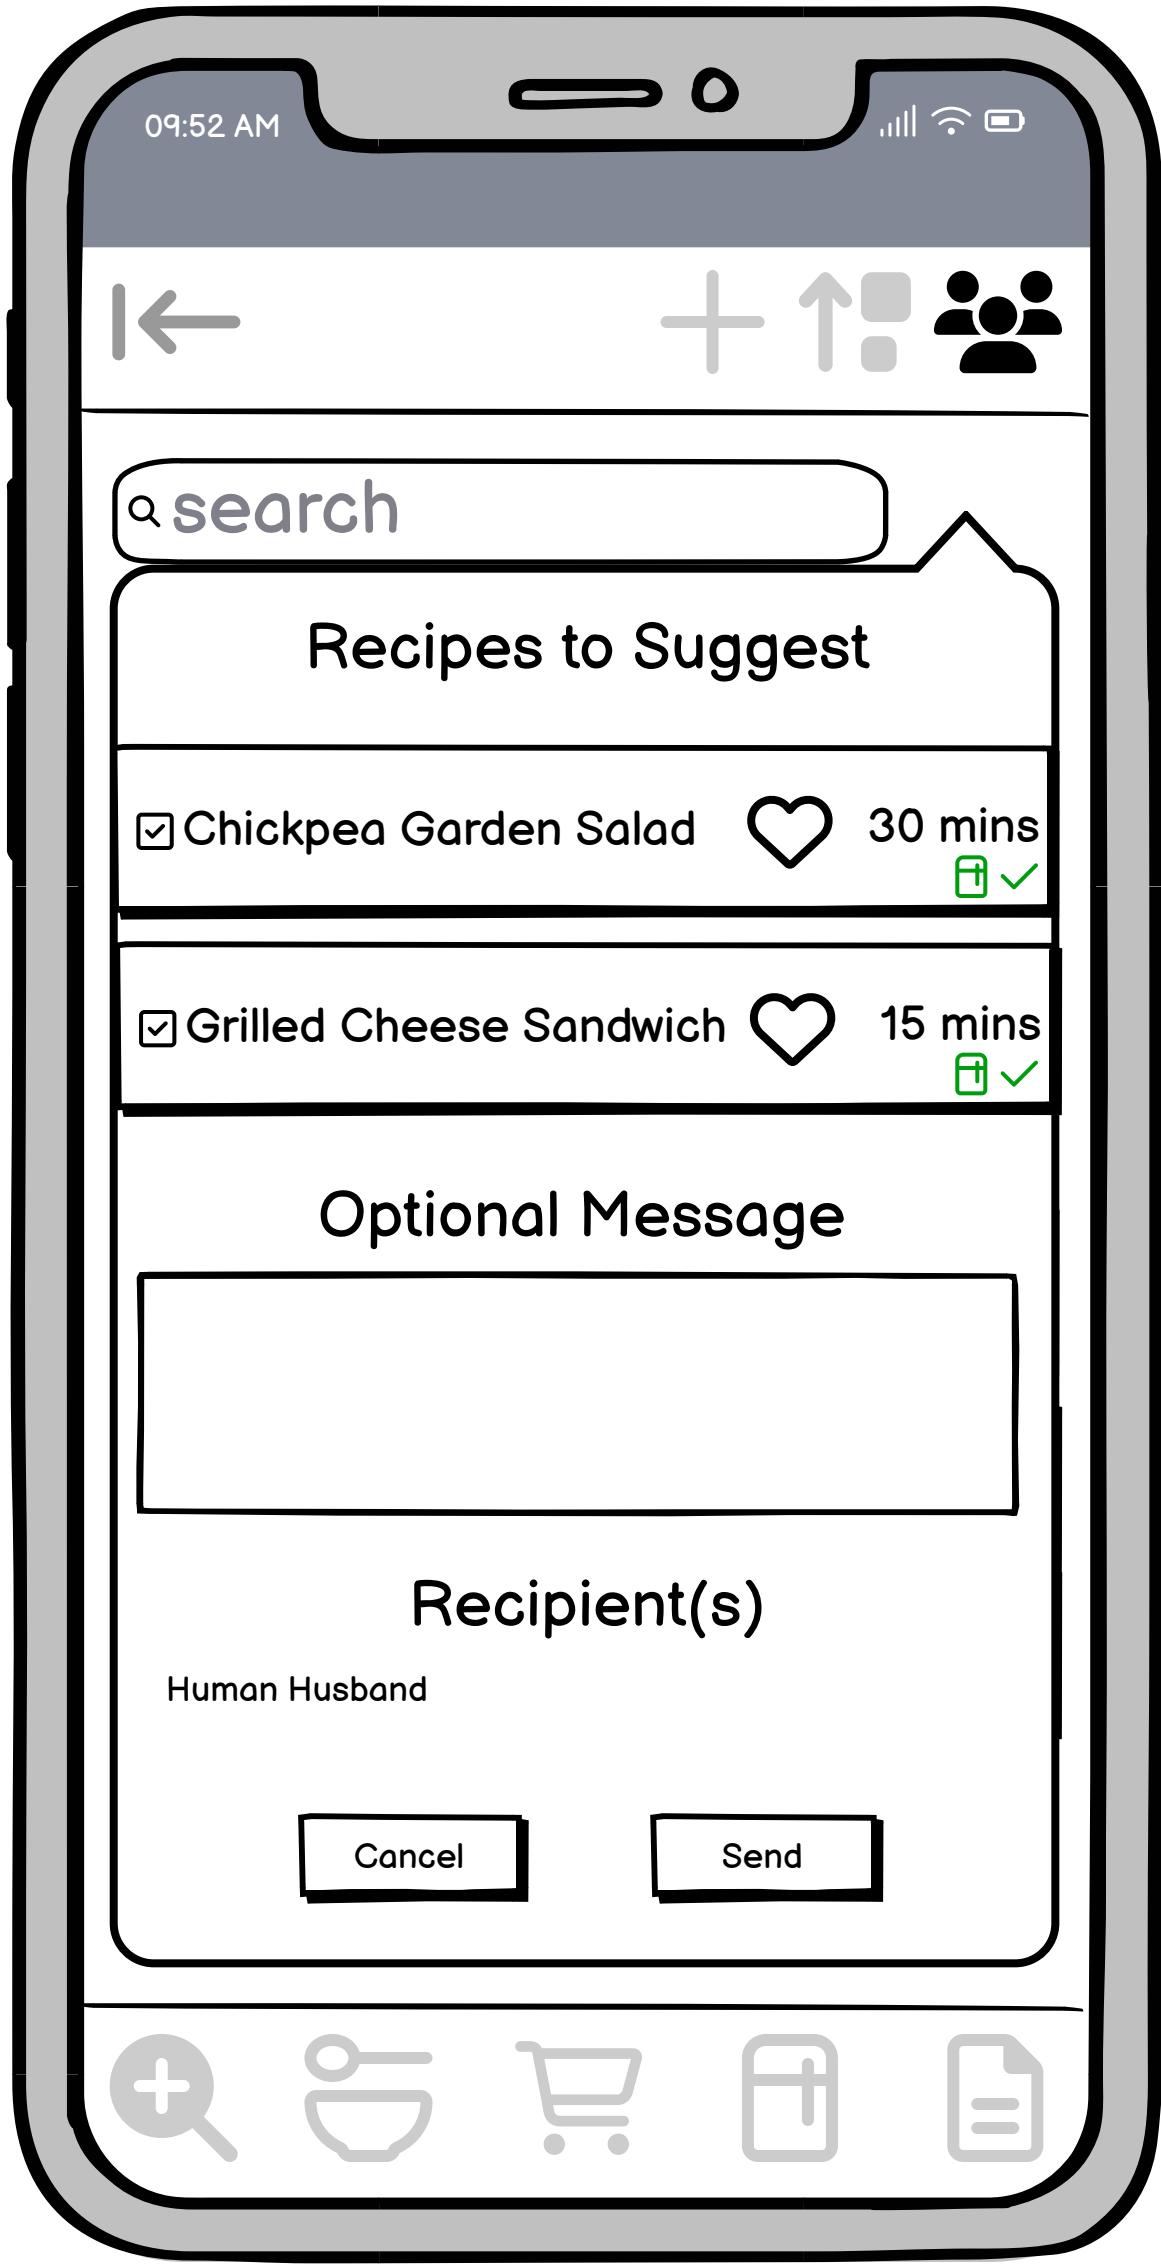 09:52 AM
search
Recipes to Suggest
Chickpea Garden Salad 30 mins
Grilled Cheese Sandwich 15 mins
Optional Message
Recipient(s)
Human Husband
Cancel Send